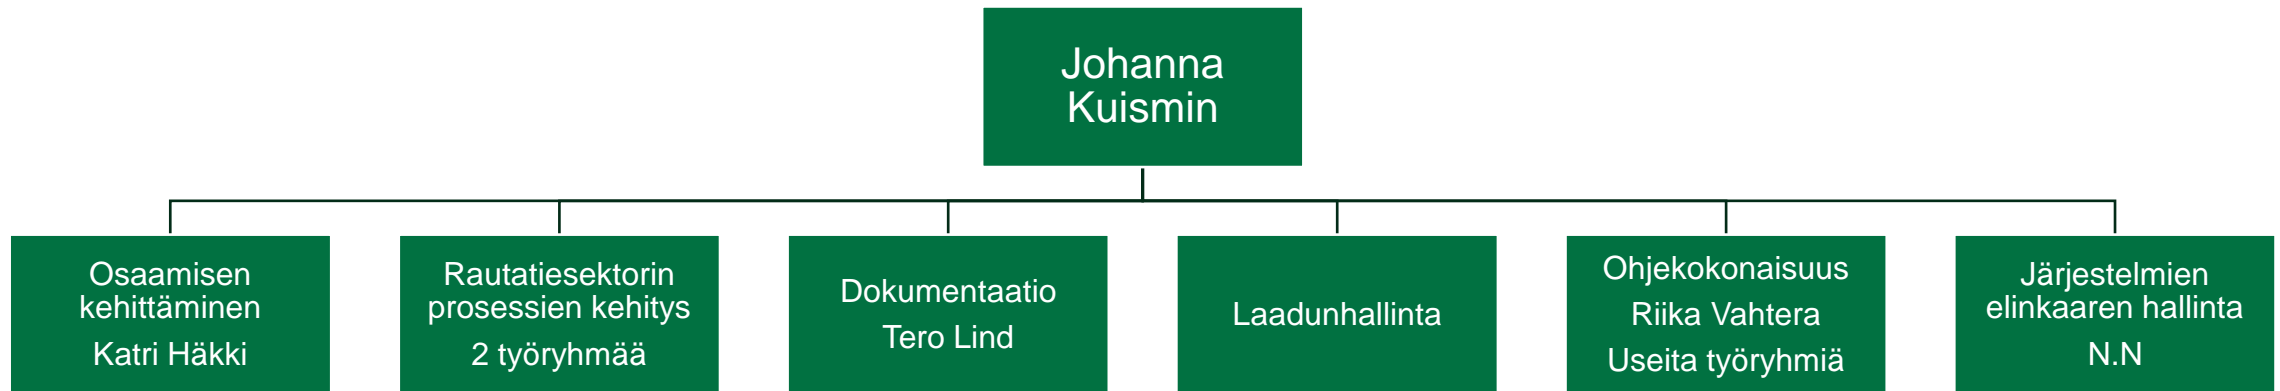 Johanna
Kuismin
Osaamisen
kehittäminen
Katri Häkki
Rautatiesektorin
prosessien kehitys
2 työryhmää
Dokumentaatio
Tero Lind
Laadunhallinta
Ohjekokonaisuus
Riika Vahtera
Useita työryhmiä
Järjestelmien
elinkaaren hallinta
N.N